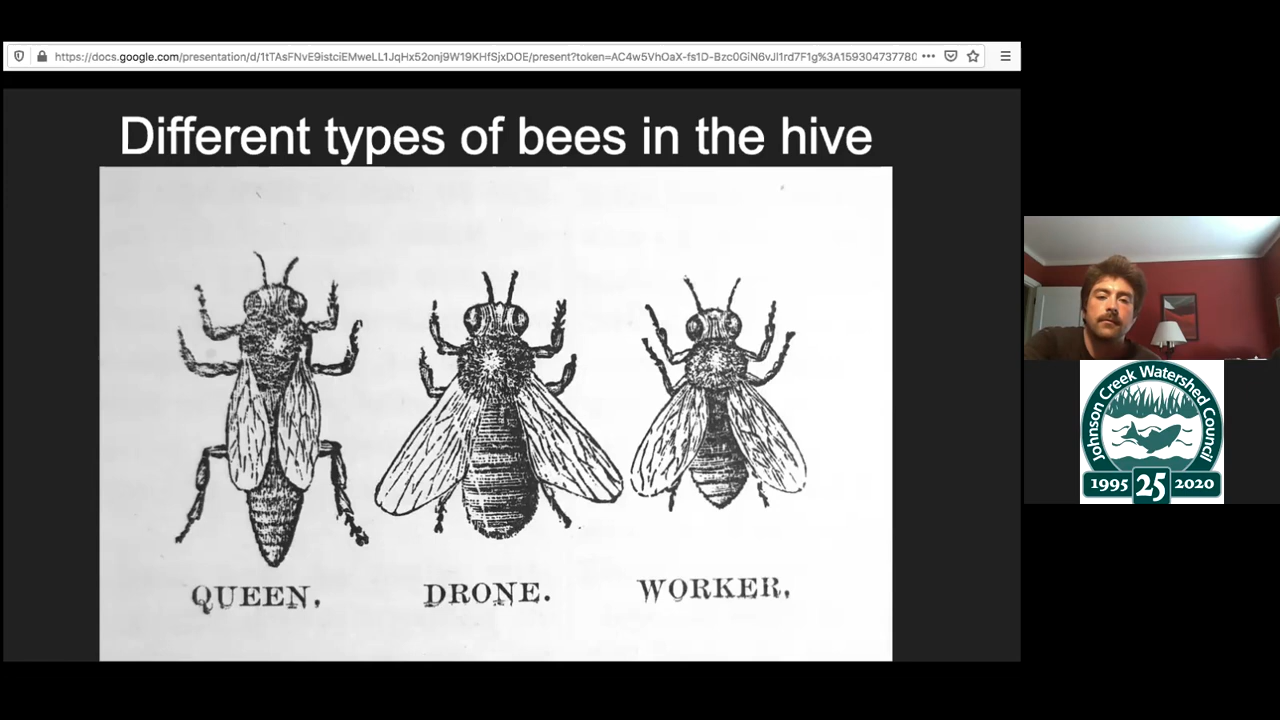 https://docs.google.com/presentation/d/1tTAsFNvE9istciEMweLL1JqHx52onj9W19KHfSjxDOE/present?token=AC4w5VhOaX-fs1D-Bzc0GiN6vJl1rd7F1g%3A159304737780
Different types of bees in the hive
QUEEN.
DRONE.
WORKER.
Johnson Creek Watershed Council
1995 25 2020